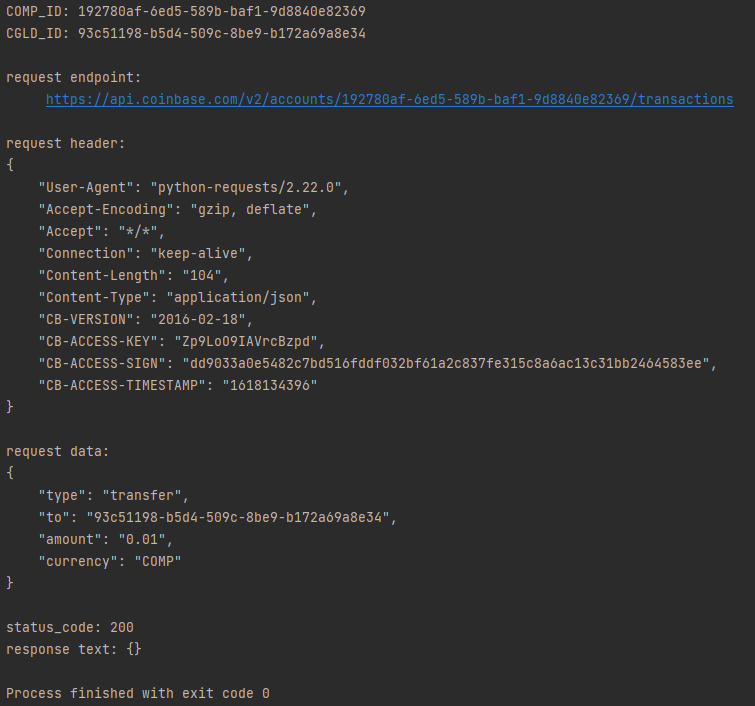 COMP_ID: 192780af-6ed5-589b-baf1-9d8840e82369
CGLD_ID: 93c51198-b5d4-509c-8be9-b172a69a8e34
request endpoint:
https://api.coinbase.com/v2/accounts/192780af-6ed5-589b-baf1-9d8840e82369/transactions
request header:
{
"User-Agent": "python-requests/2.22.0",
"Accept-Encoding": "gzip, deflate",
"Accept": "*/*",
"Connection": "keep-alive",
"Content-Length": "104",
"Content-Type": "application/json",
"CB-VERSION": "2016-02-18",
"CB-ACCESS-KEY": "Zp9LoO9IAVrcBzpd",
"CB-ACCESS-SIGN": "dd9033a0e5482c7bd516fddf032bf61a2c837fe315c8a6ac13c31bb2464583ee",
"CB-ACCESS-TIMESTAMP": "1618134396"
}
request data:
{
"type": "transfer",
"to": "93c51198-b5d4-509c-8be9-b172a69a8e34",
"amount": "0.01",
"currency": "COMP"
}
status_code: 200
response text: {}
Process finished with exit code 0